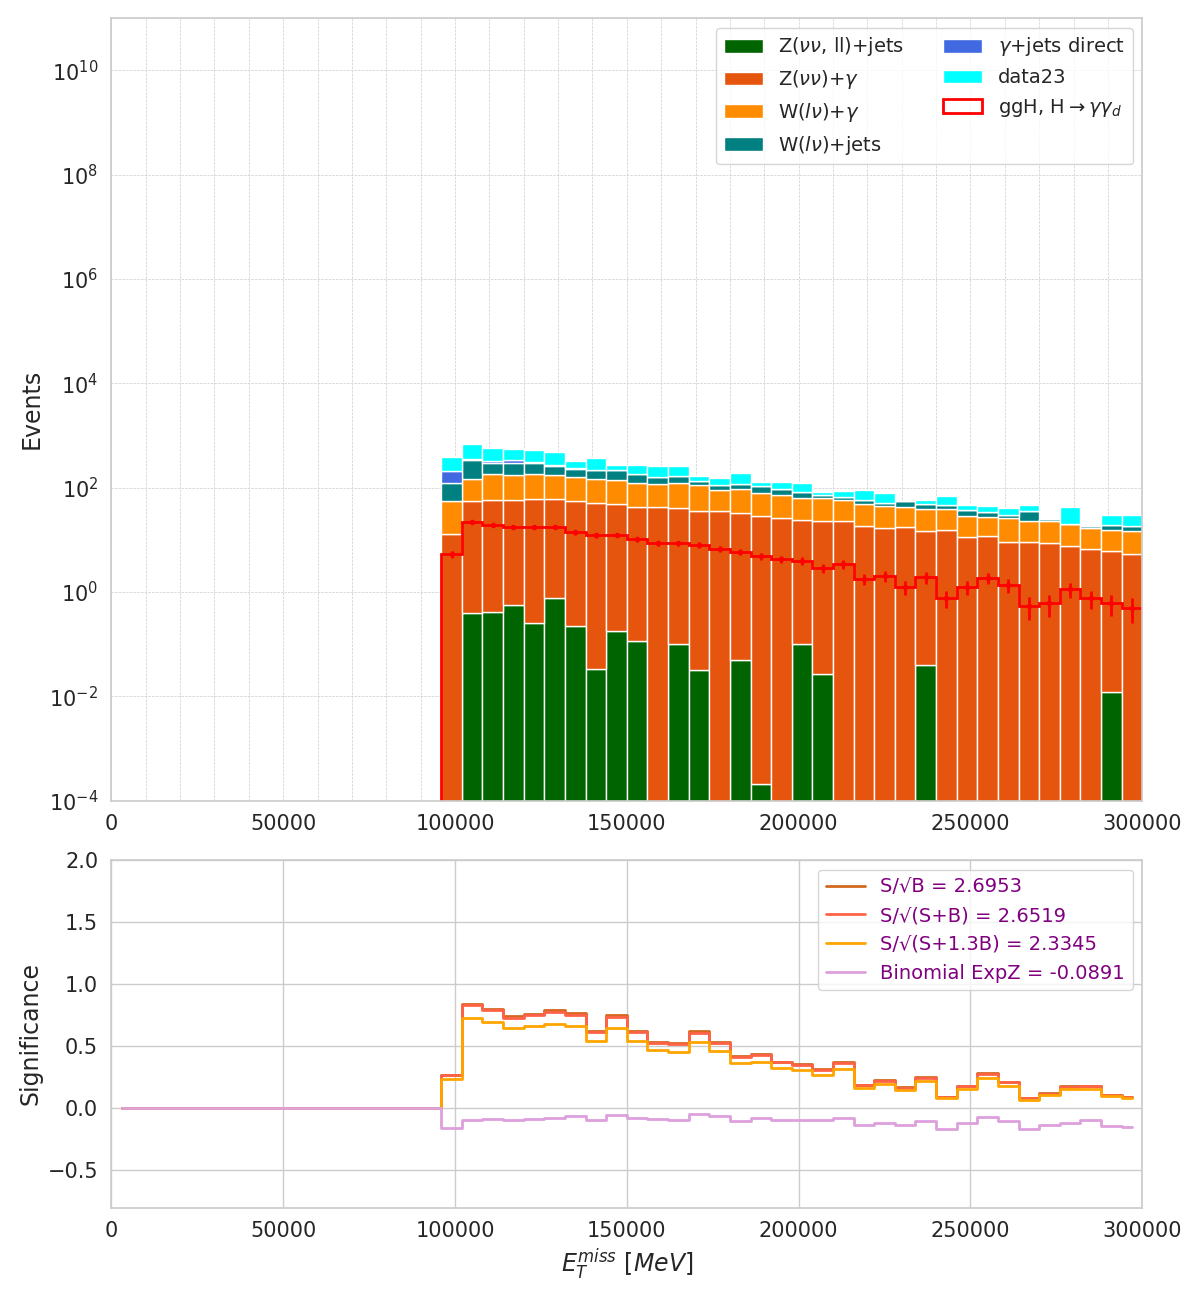 Z(νν, ll)+jets
Z(νν)+γ
W(lν)+γ
W(lν)+jets
γ+jets direct
data23
ggH, H→γγ_d
Events
10^10
10^8
10^6
10^4
10^2
10^0
10^−2
10^−4
0 50000 100000 150000 200000 250000 300000
S/√B = 2.6953
S/√(S+B) = 2.6519
S/√(S+1.3B) = 2.3345
Binomial ExpZ = -0.0891
Significance
2.0
1.5
1.0
0.5
0.0
−0.5
0 50000 100000 150000 200000 250000 300000
E_T^miss [MeV]